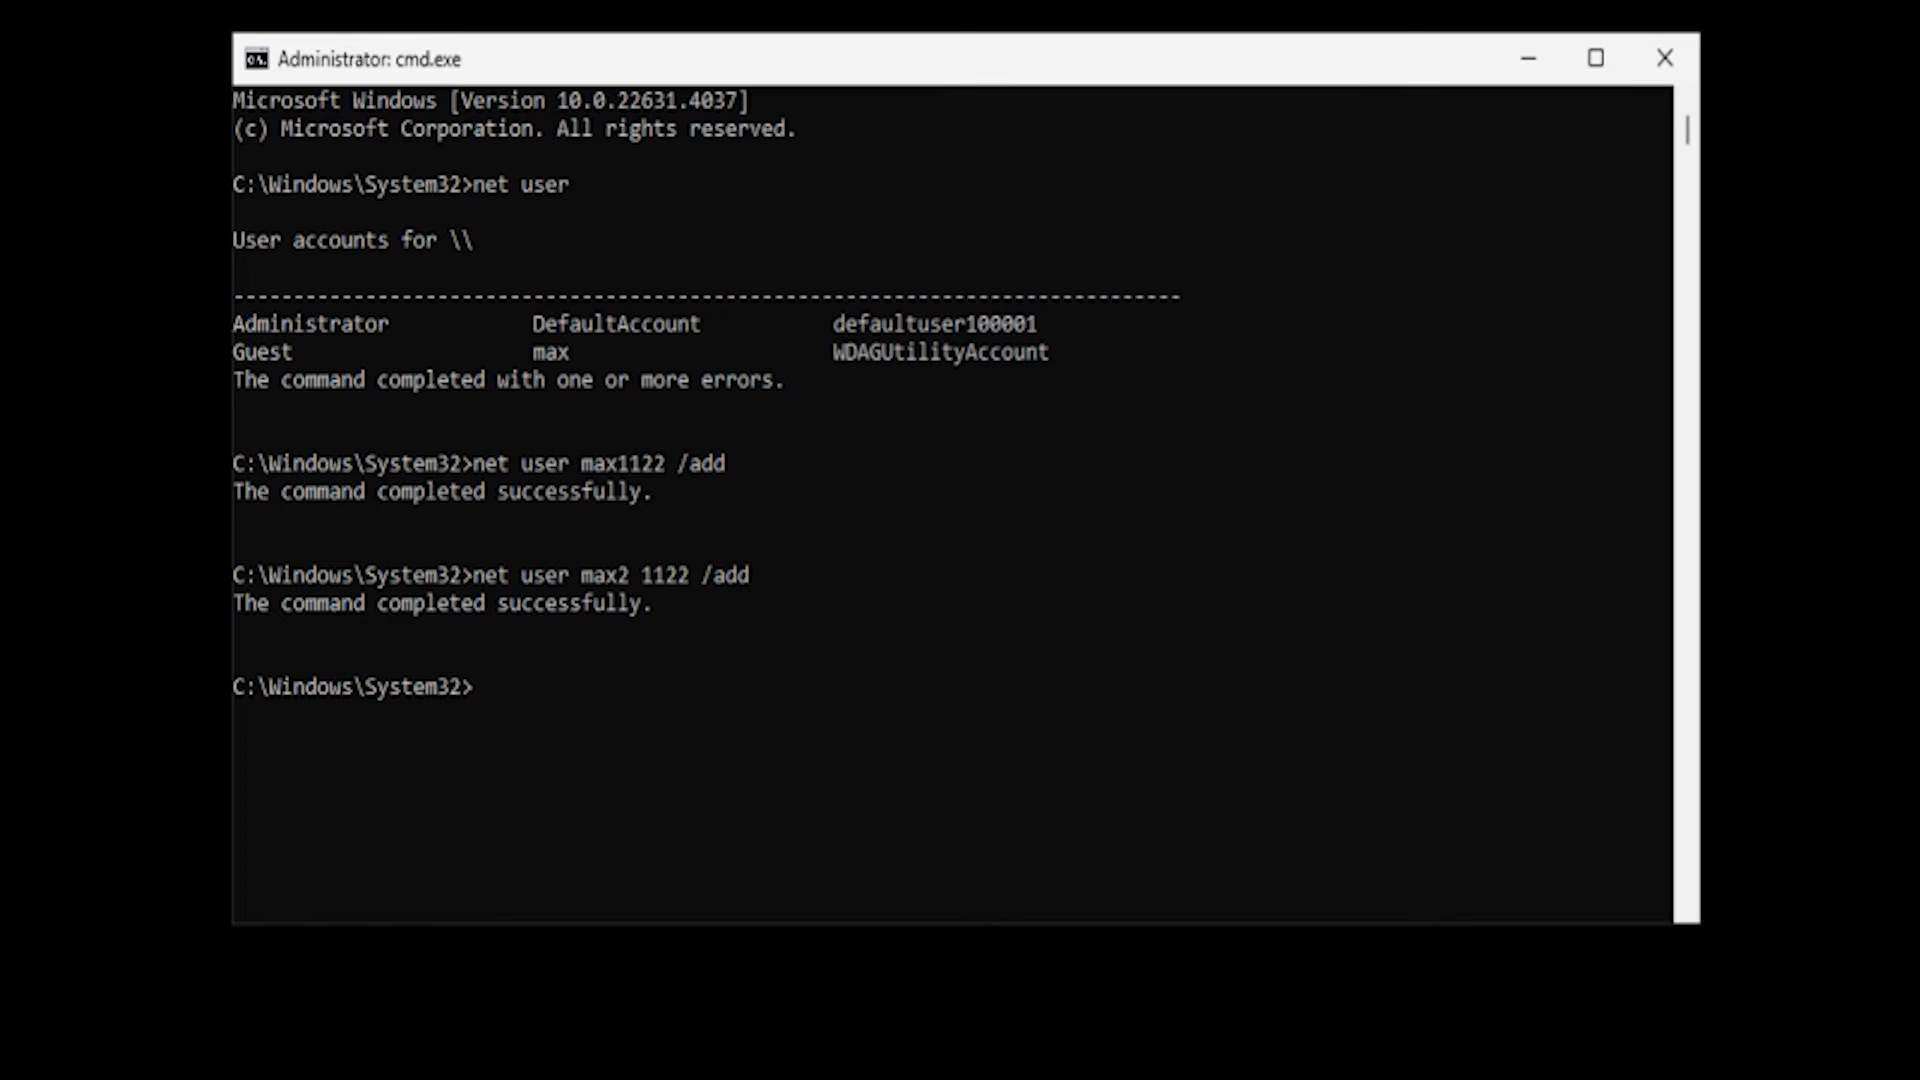 Administrator: cmd.exe
Microsoft Windows [Version 10.0.22631.4037]
(c) Microsoft Corporation. All rights reserved.
C:\Windows\System32>net user
User accounts for \\
-------------------------------------------------------------------------------
Administrator            DefaultAccount           defaultuser100001
Guest                    max                      WDAGUtilityAccount
The command completed with one or more errors.
C:\Windows\System32>net user max1122 /add
The command completed successfully.
C:\Windows\System32>net user max2 1122 /add
The command completed successfully.
C:\Windows\System32>